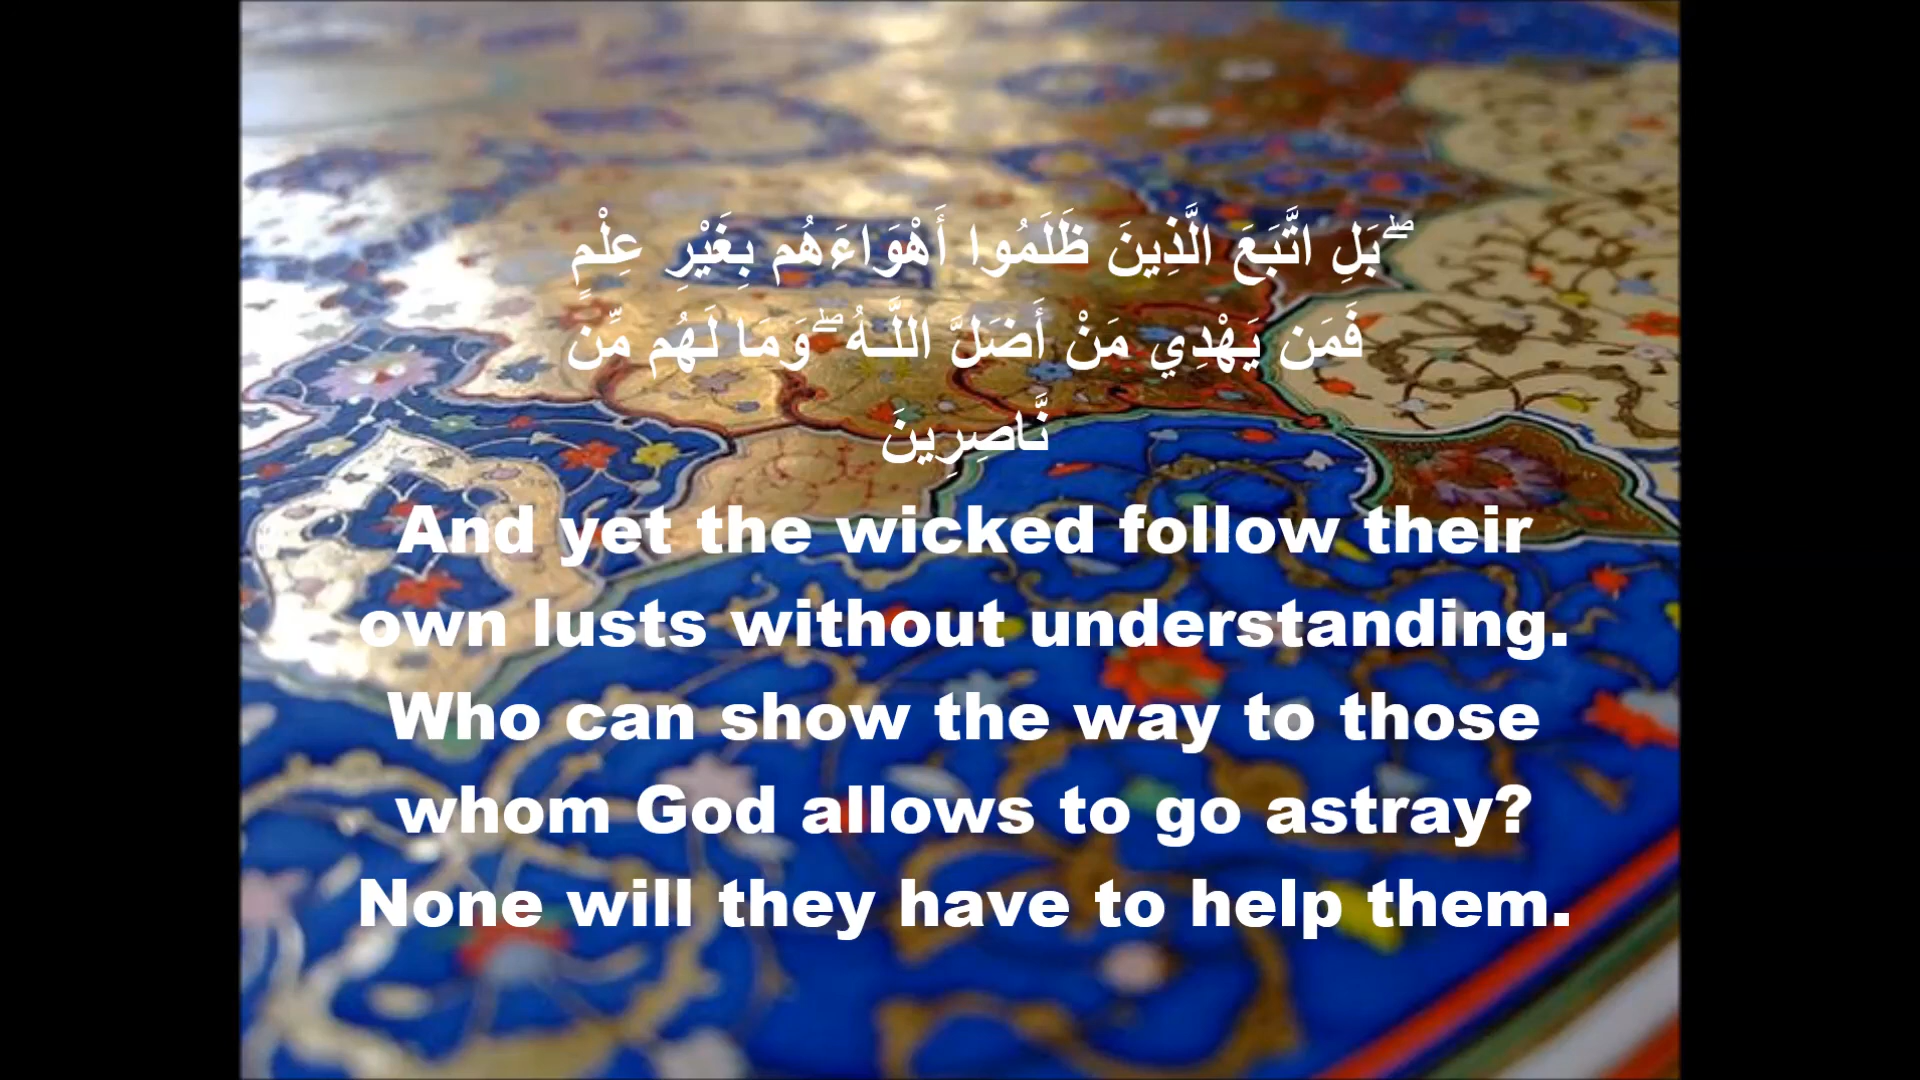 ۖ بَلِ اتَّبَعَ الَّذِينَ ظَلَمُوا أَهْوَاءَهُم بِغَيْرِ عِلْمٍ
فَمَن يَهْدِي مَنْ أَضَلَّ اللَّـهُ ۖ وَمَا لَهُم مِّن
نَّاصِرِينَ
And yet the wicked follow their
own lusts without understanding.
Who can show the way to those
whom God allows to go astray?
None will they have to help them.